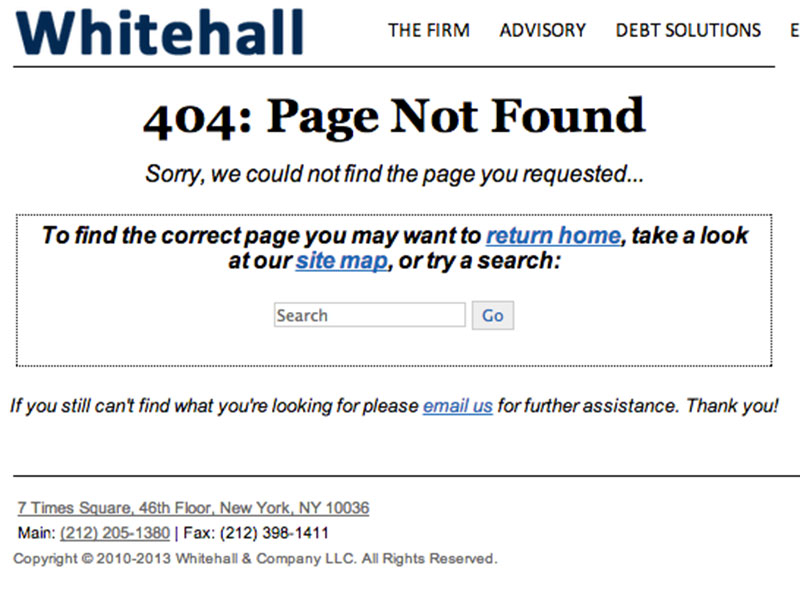 Whitehall THE FIRM ADVISORY DEBT SOLUTIONS E
404: Page Not Found
Sorry, we could not find the page you requested...
To find the correct page you may want to return home, take a look
at our site map, or try a search:
Search Go
If you still can't find what you're looking for please email us for further assistance. Thank you!
7 Times Square, 46th Floor, New York, NY 10036
Main: (212) 205-1380 | Fax: (212) 398-1411
Copyright © 2010-2013 Whitehall & Company LLC. All Rights Reserved.